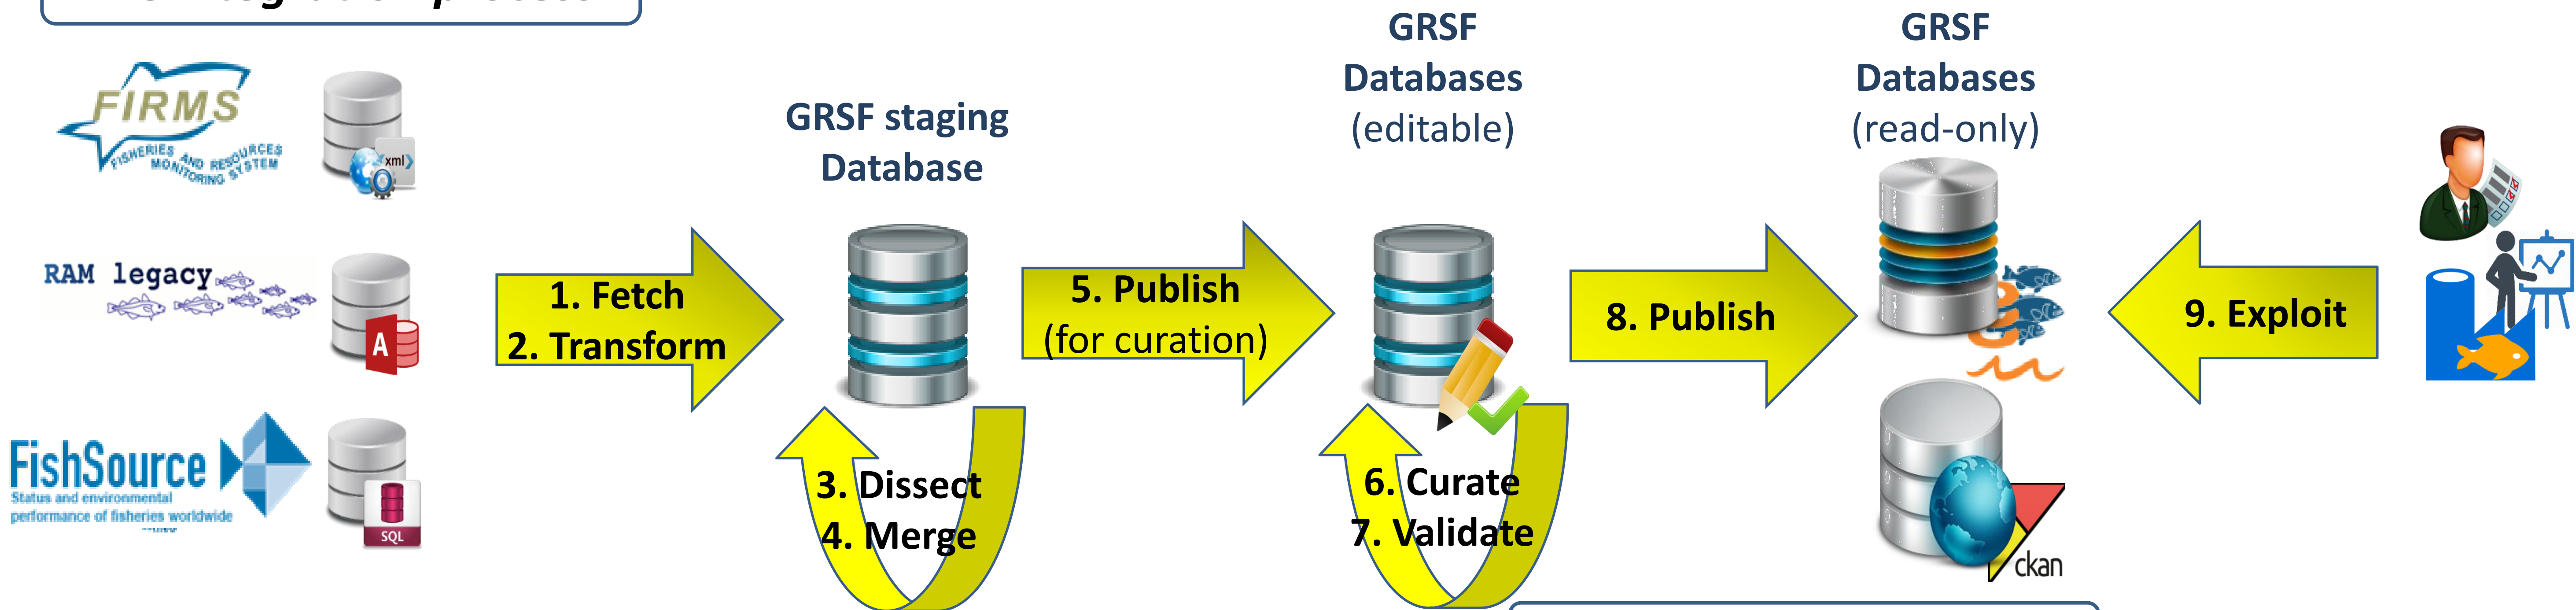 FIRMS
FISHERIES AND RESOURCES
MONITORING SYSTEM
xml
RAM legacy
A
FishSource
Status and environmental
performance of fisheries worldwide
SQL
1. Fetch
2. Transform
GRSF staging
Database
3. Dissect
4. Merge
5. Publish
(for curation)
GRSF
Databases
(editable)
6. Curate
7. Validate
8. Publish
GRSF
Databases
(read-only)
ckan
9. Exploit